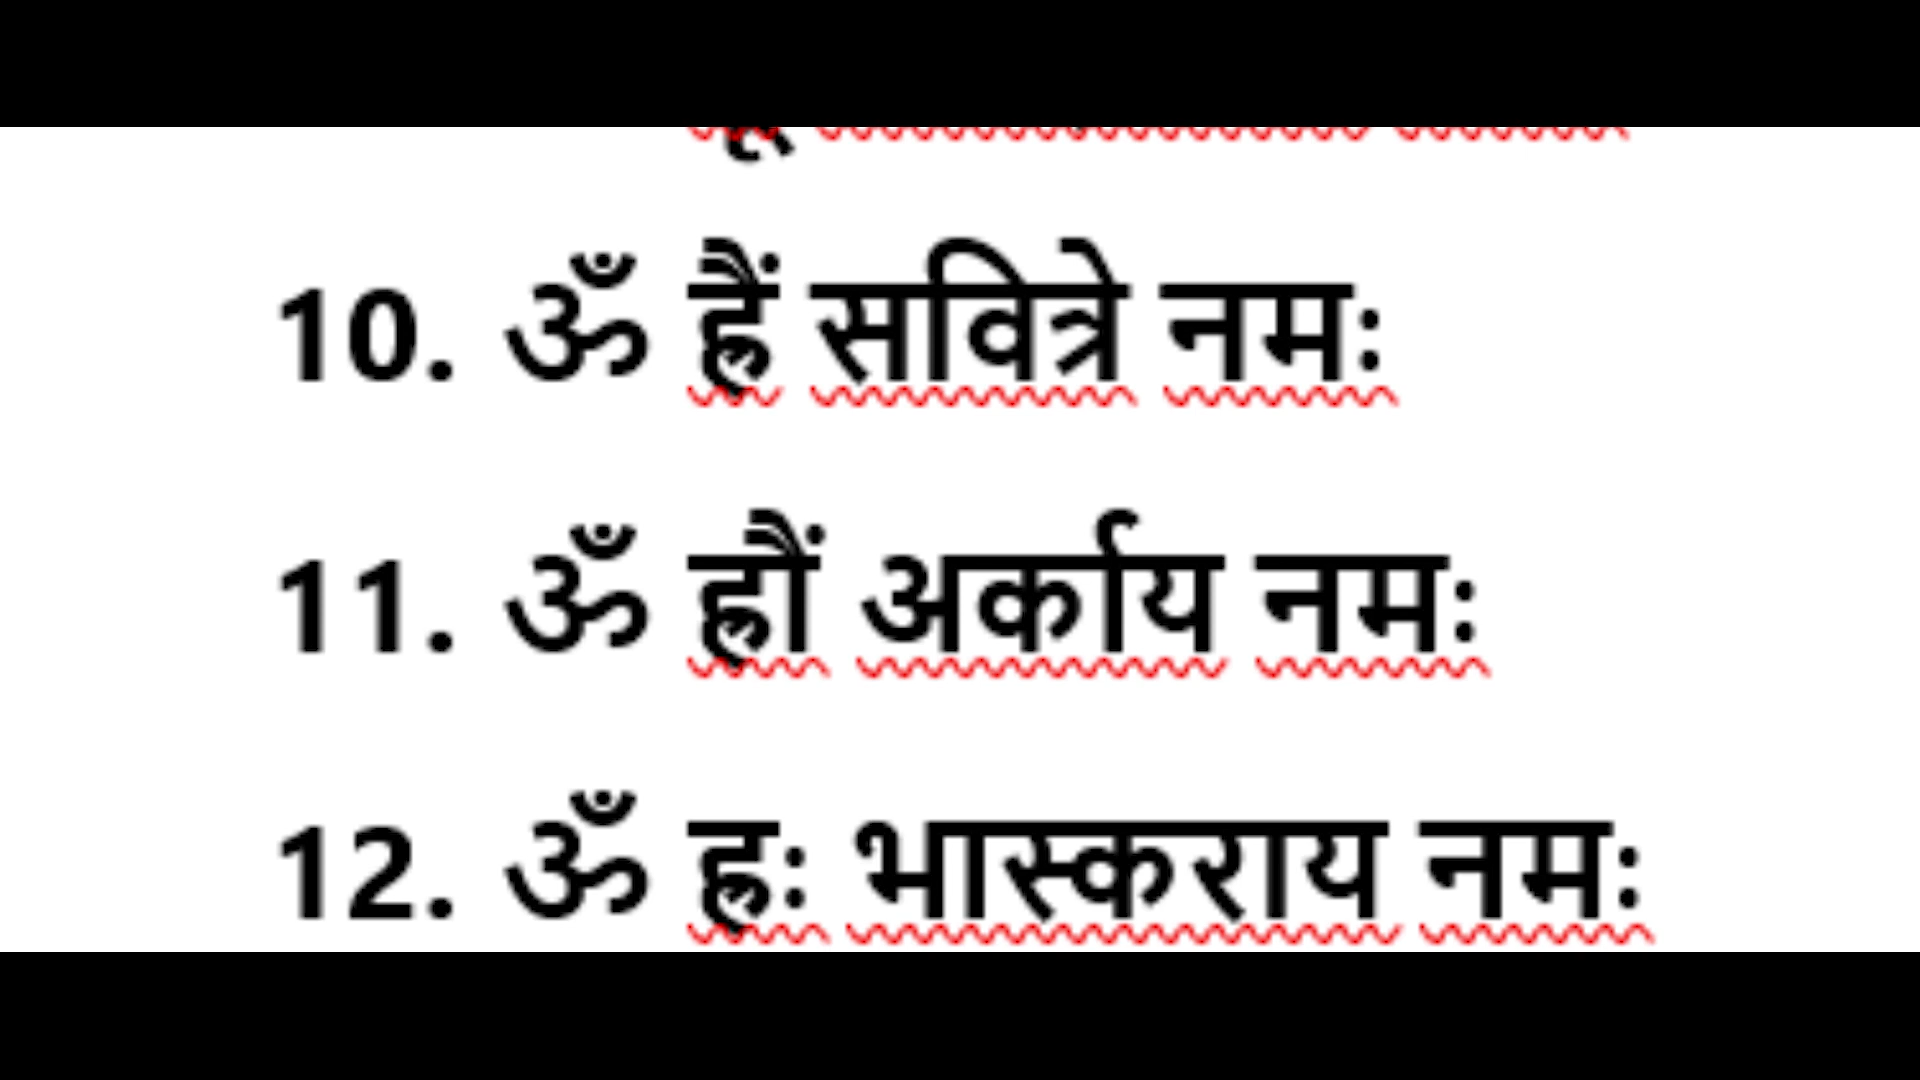 10. ॐ ह्रैं सवित्रे नमः
11. ॐ ह्रौं अर्काय नमः
12. ॐ ह्रः भास्कराय नमः